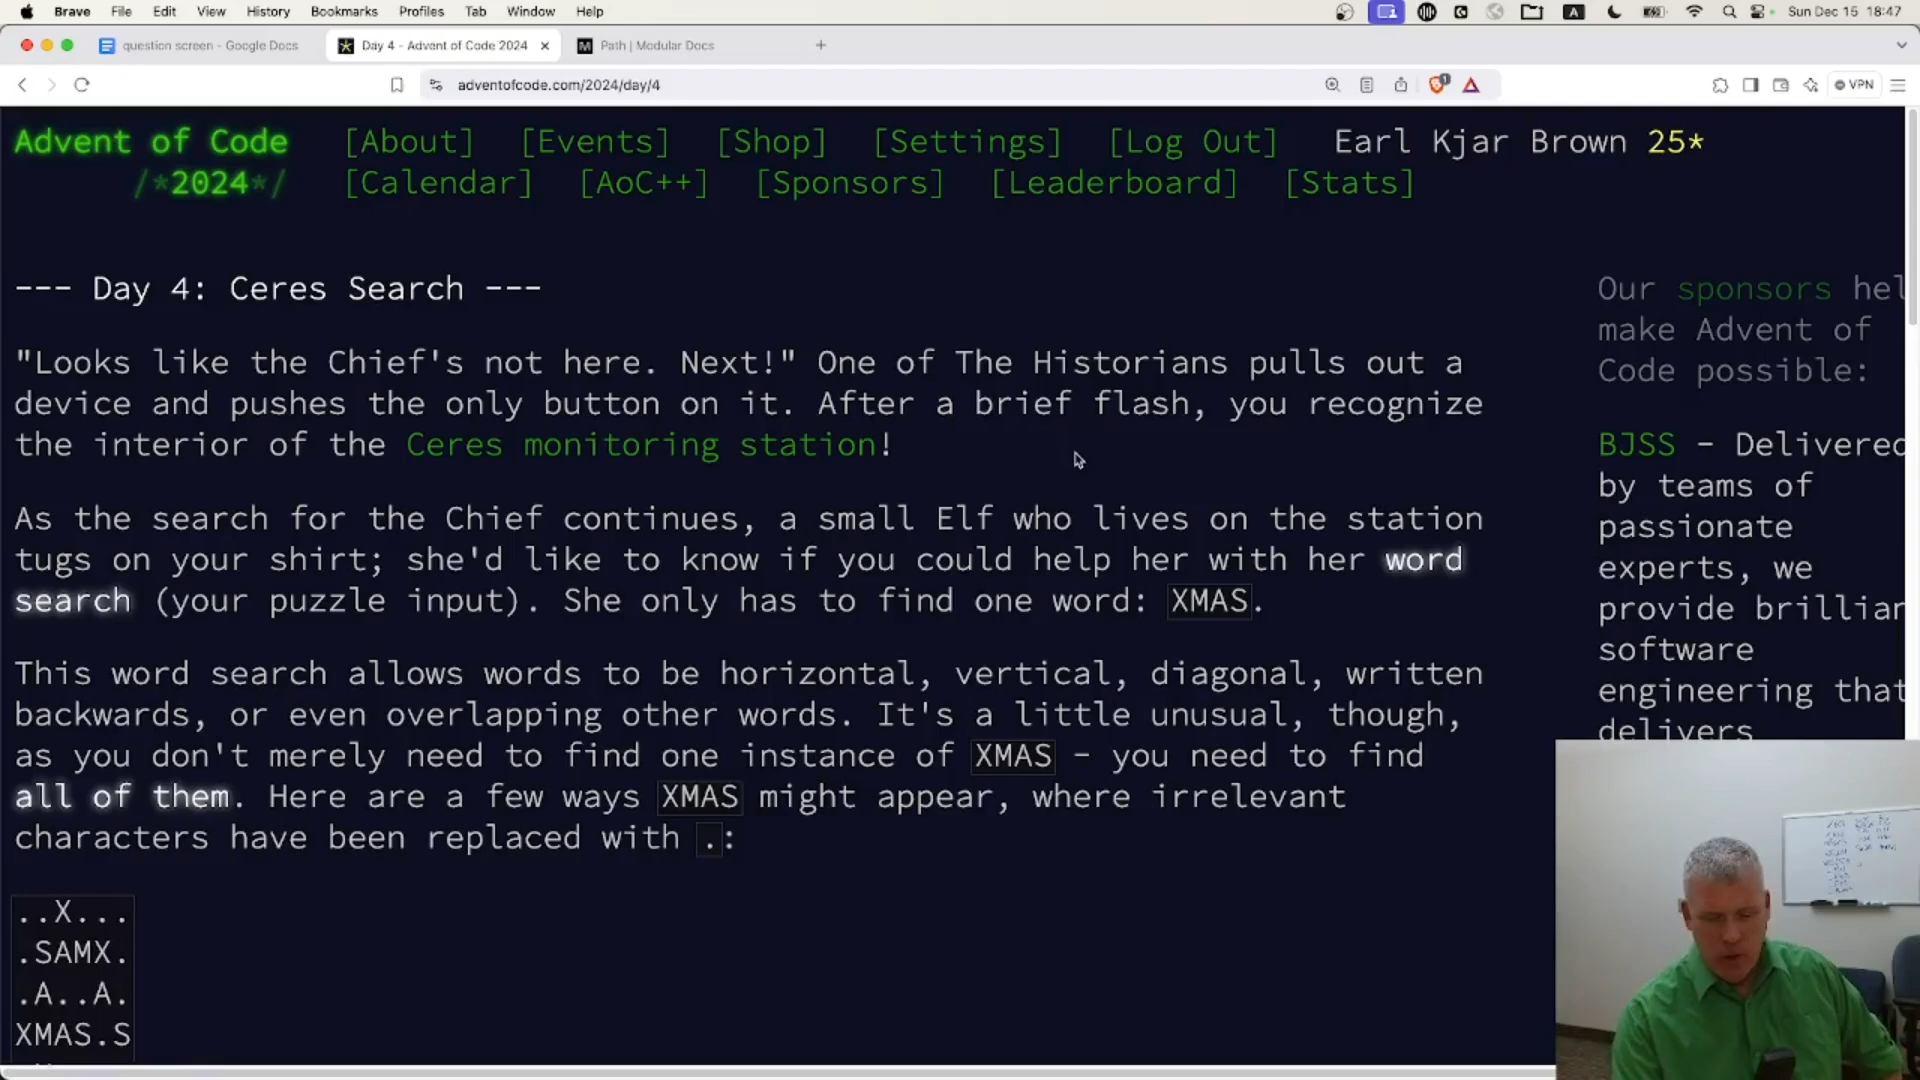 Brave File Edit View History Bookmarks Profiles Tab Window Help Sun Dec 15 18:47
question screen - Google Docs Day 4 - Advent of Code 2024 Path | Modular Docs
adventofcode.com/2024/day/4 VPN
Advent of Code [About] [Events] [Shop] [Settings] [Log Out] Earl Kjar Brown 25*
/*2024*/ [Calendar] [AoC++] [Sponsors] [Leaderboard] [Stats]
--- Day 4: Ceres Search ---
"Looks like the Chief's not here. Next!" One of The Historians pulls out a
device and pushes the only button on it. After a brief flash, you recognize
the interior of the Ceres monitoring station!
As the search for the Chief continues, a small Elf who lives on the station
tugs on your shirt; she'd like to know if you could help her with her word
search (your puzzle input). She only has to find one word: XMAS.
This word search allows words to be horizontal, vertical, diagonal, written
backwards, or even overlapping other words. It's a little unusual, though,
as you don't merely need to find one instance of XMAS - you need to find
all of them. Here are a few ways XMAS might appear, where irrelevant
characters have been replaced with .:
..X...
.SAMX.
.A..A.
XMAS.S
Our sponsors hel
make Advent of
Code possible:
BJSS - Delivered
by teams of
passionate
experts, we
provide brillian
software
engineering that
delivers